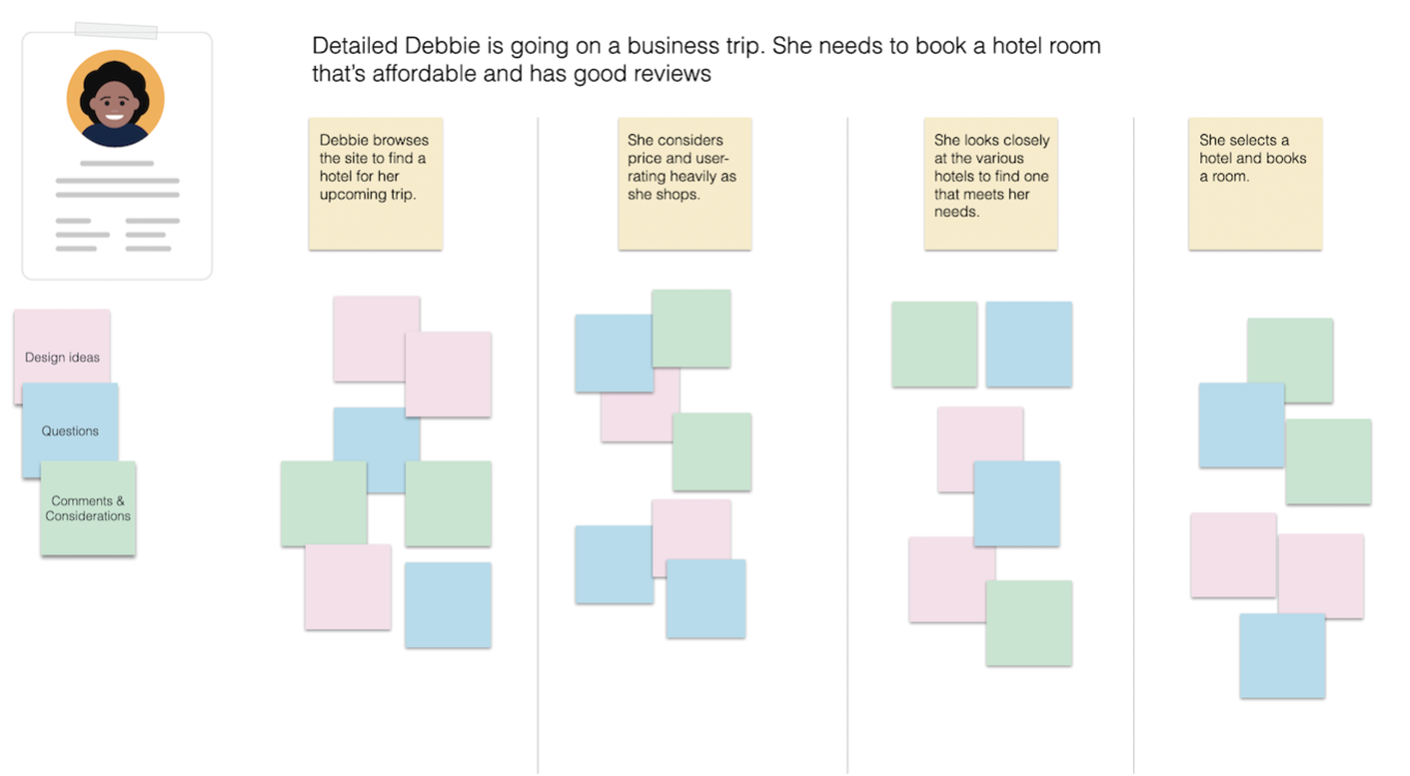 Detailed Debbie is going on a business trip. She needs to book a hotel room
that's affordable and has good reviews
Debbie browses
the site to find a
hotel for her
upcoming trip.
She considers
price and user-
rating heavily as
she shops.
She looks closely
at the various
hotels to find one
that meets her
needs.
She selects a
hotel and books
a room.
Design ideas
Questions
Comments &
Considerations